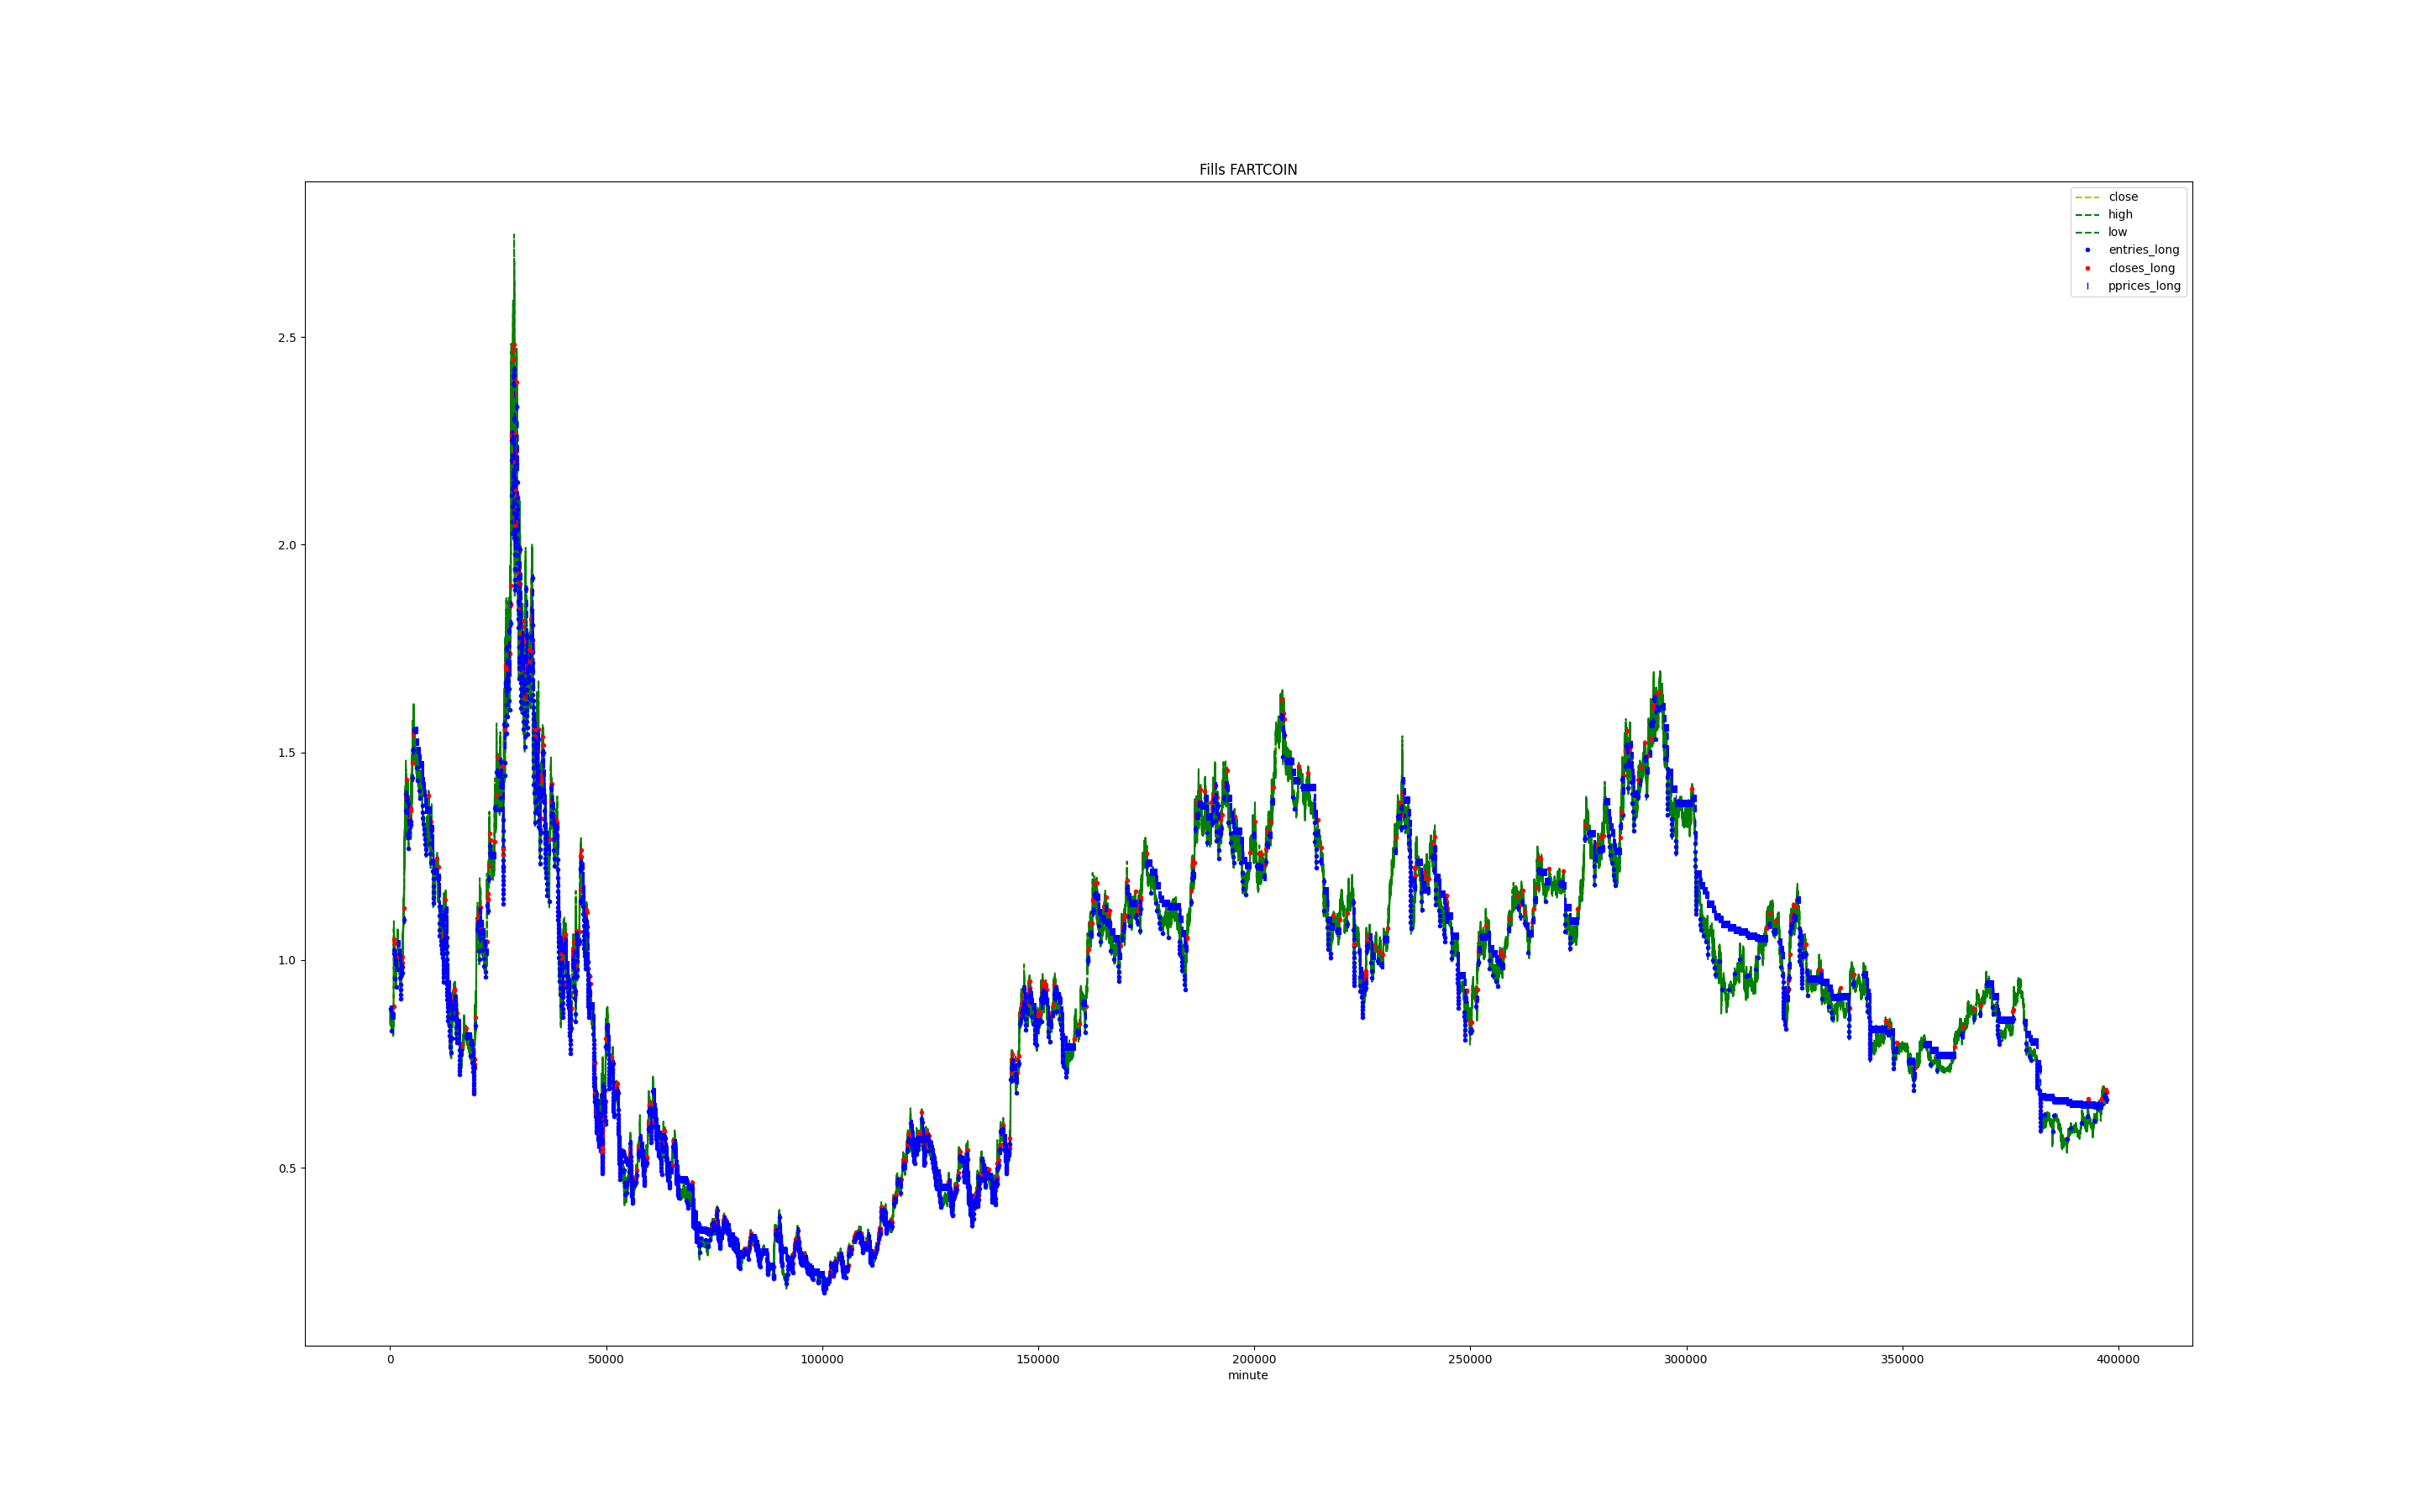 Fills FARTCOIN
close
high
low
entries_long
closes_long
pprices_long
2.5
2.0
1.5
1.0
0.5
0
50000
100000
150000
200000
250000
300000
350000
400000
minute